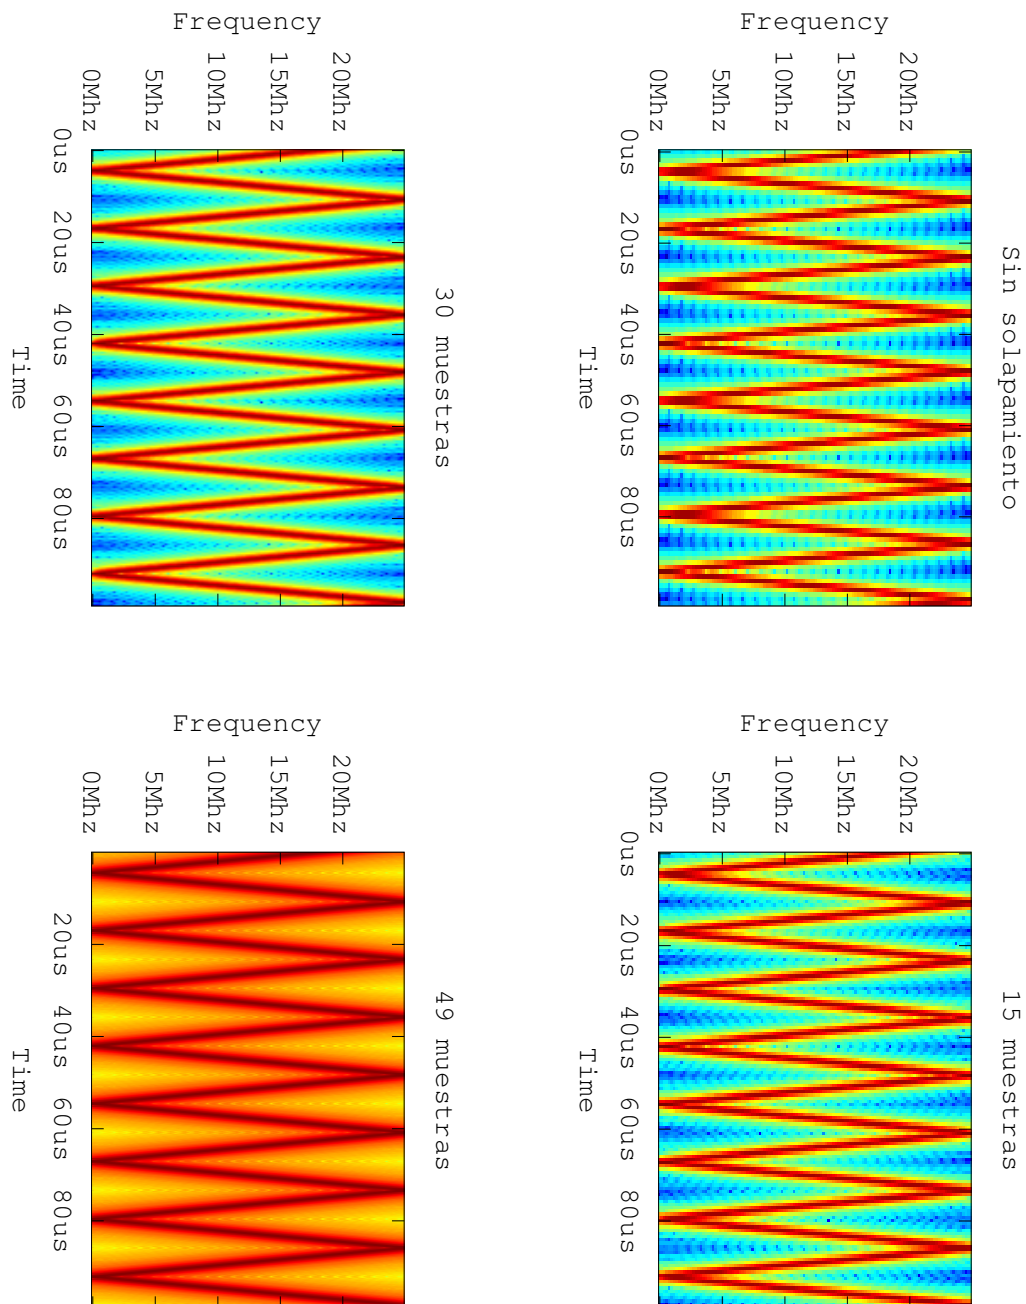 Sin solapamiento
Frequency
20Mhz
15Mhz
10Mhz
5Mhz
0Mhz
0us 20us 40us 60us 80us
Time
15 muestras
Frequency
20Mhz
15Mhz
10Mhz
5Mhz
0Mhz
0us 20us 40us 60us 80us
Time
30 muestras
Frequency
20Mhz
15Mhz
10Mhz
5Mhz
0Mhz
0us 20us 40us 60us 80us
Time
49 muestras
Frequency
20Mhz
15Mhz
10Mhz
5Mhz
0Mhz
20us 40us 60us 80us
Time